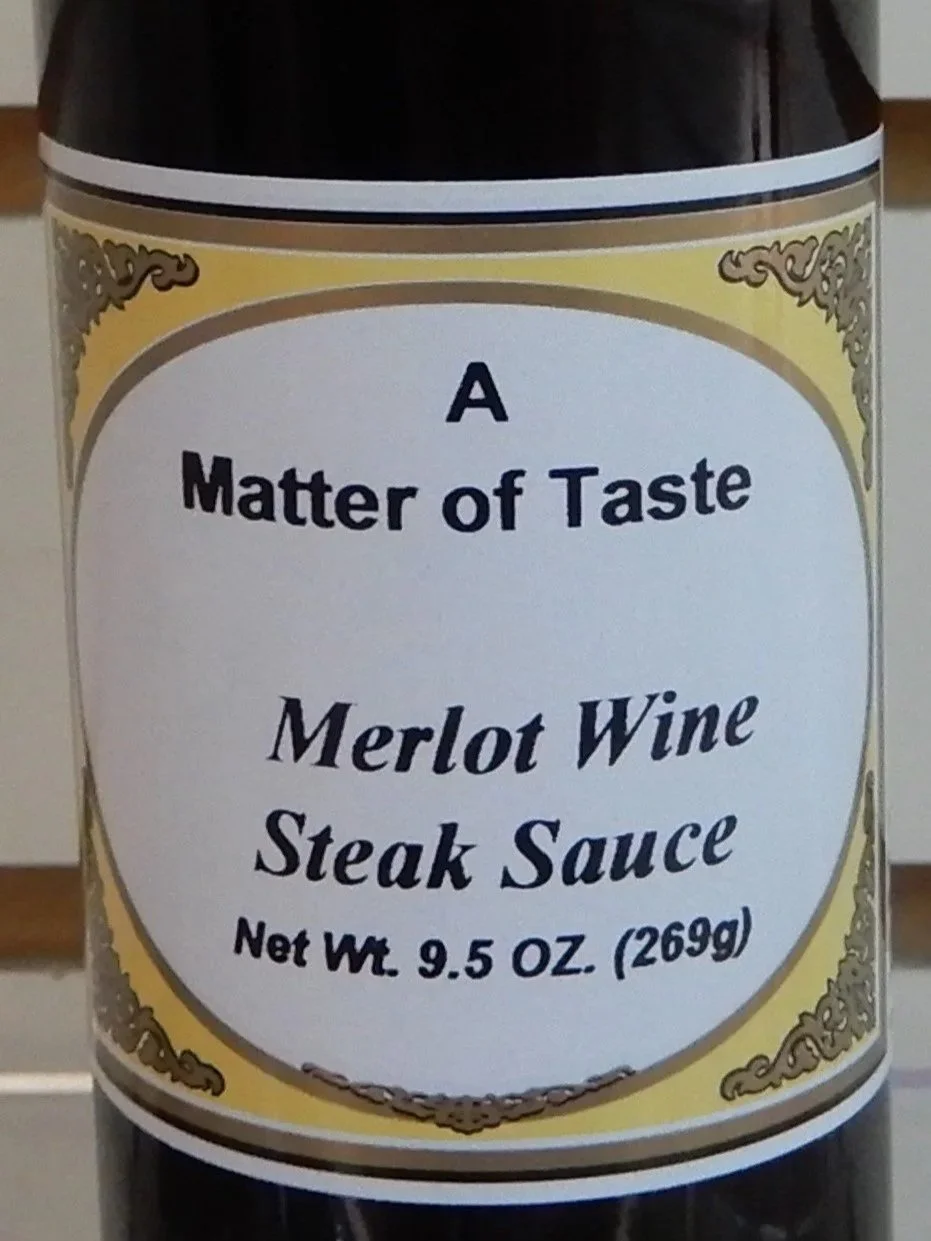 A
Matter of Taste
Merlot Wine
Steak Sauce
Net Wt. 9.5 OZ. (269g)